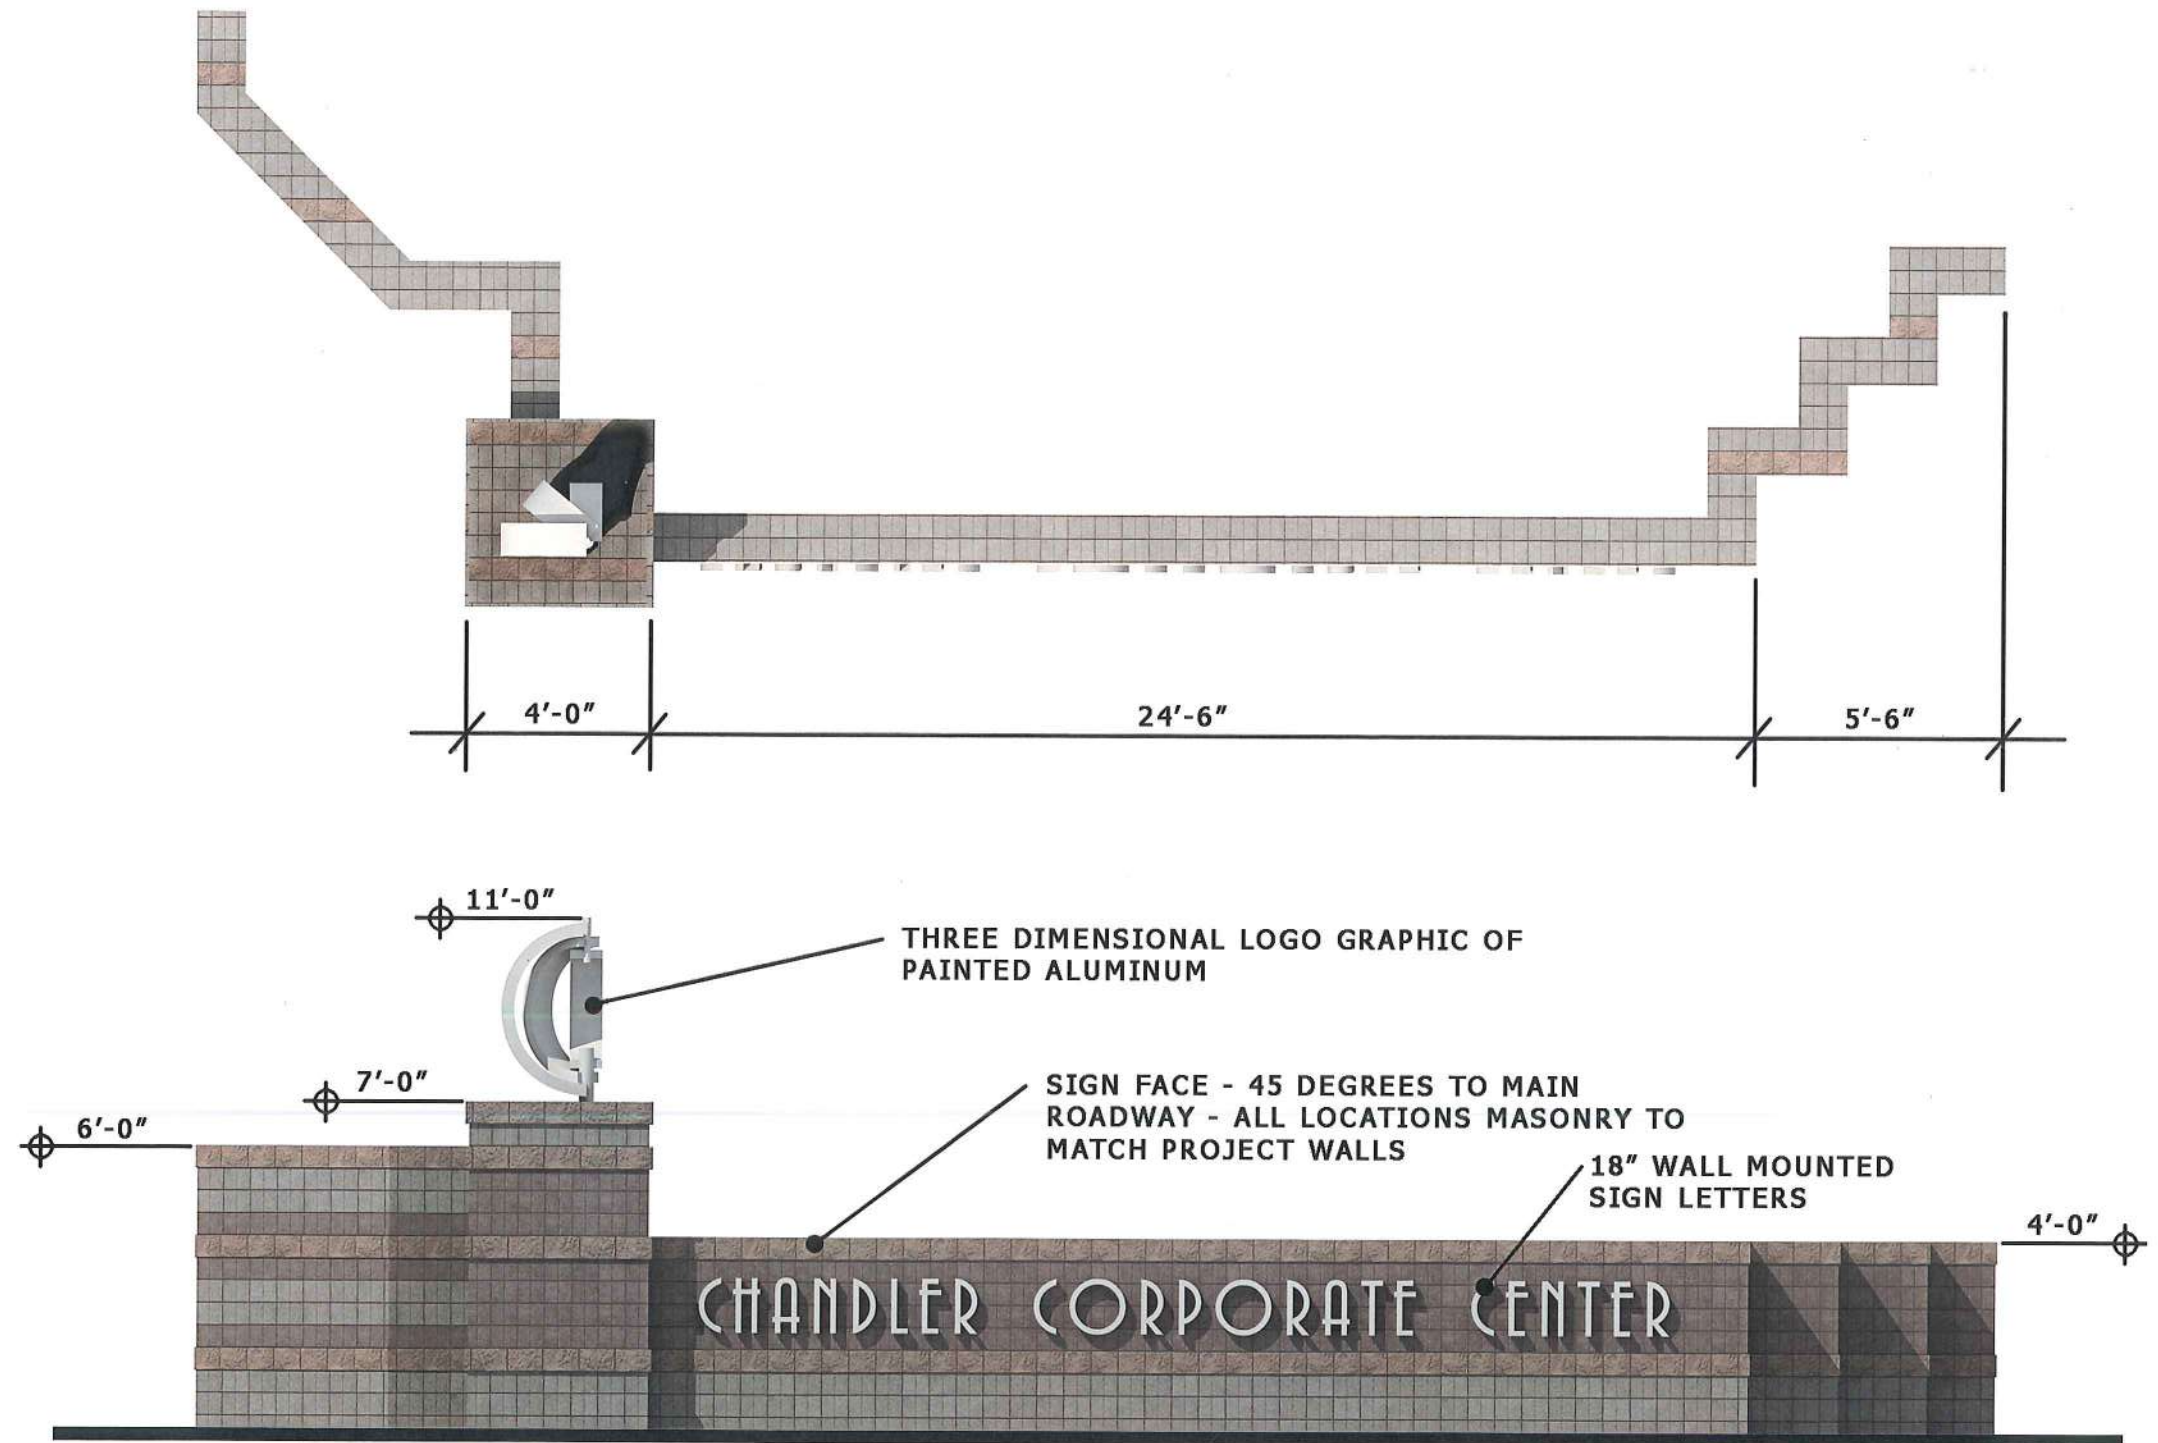 4'-0" 24'-6" 5'-6"
11'-0"
THREE DIMENSIONAL LOGO GRAPHIC OF
PAINTED ALUMINUM
7'-0"
SIGN FACE - 45 DEGREES TO MAIN
ROADWAY - ALL LOCATIONS MASONRY TO
MATCH PROJECT WALLS
6'-0"
18" WALL MOUNTED
SIGN LETTERS
4'-0"
CHANDLER CORPORATE CENTER